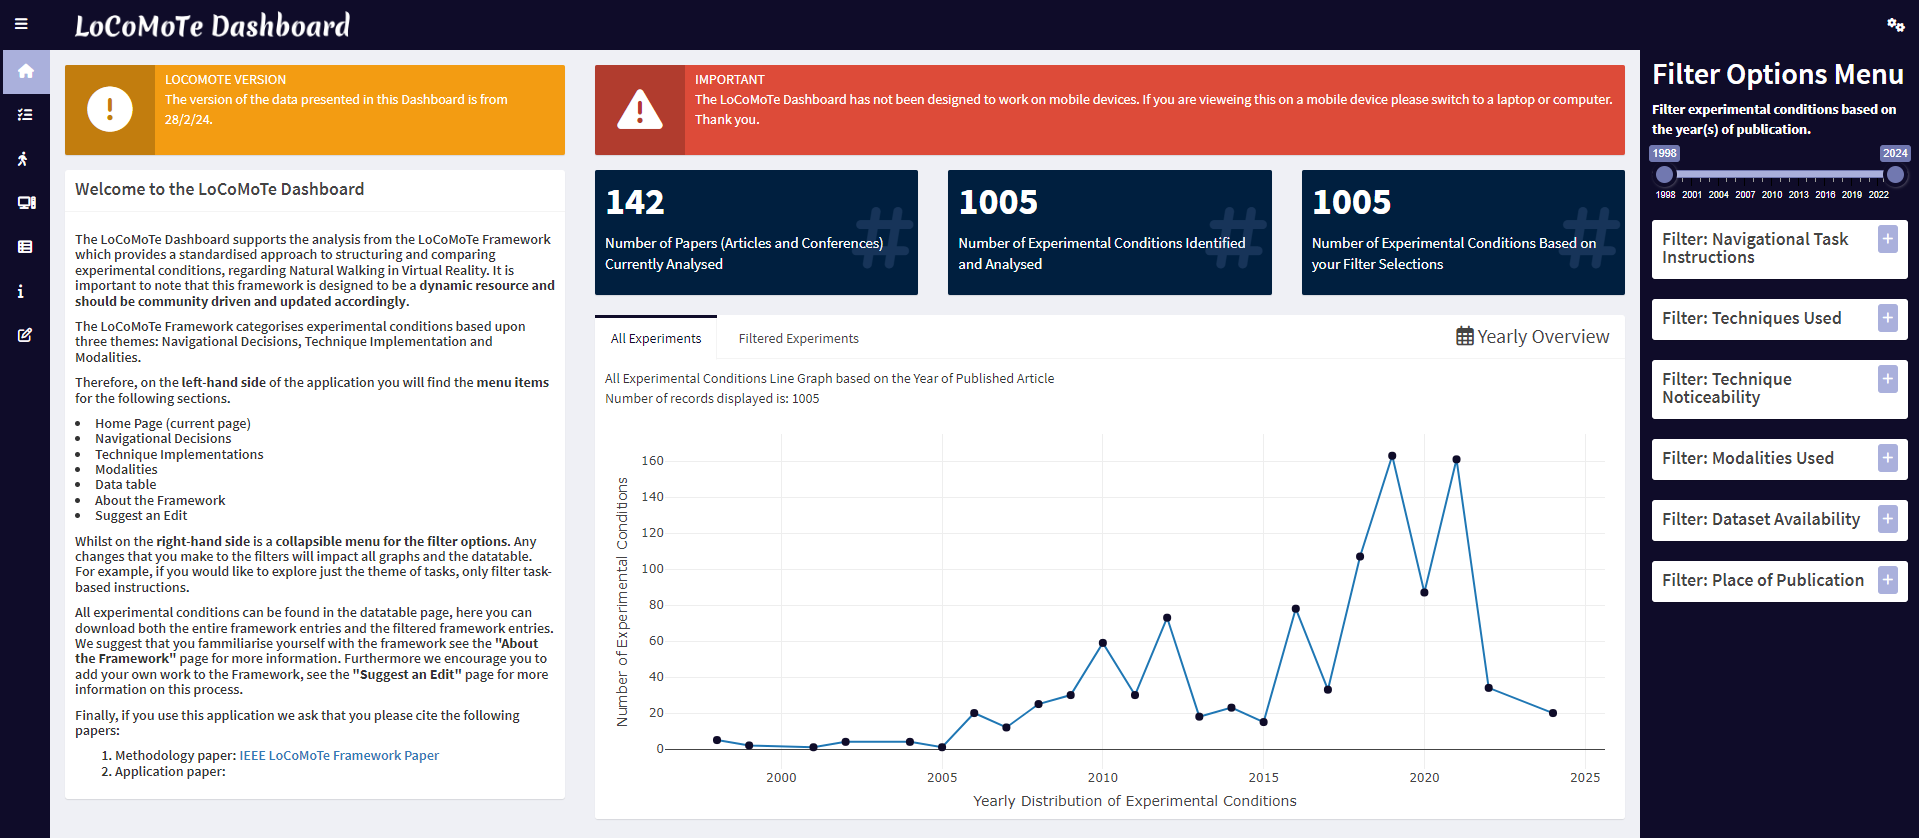 LoCoMoTe Dashboard
LOCOMOTE VERSION
The version of the data presented in this Dashboard is from
28/2/24.
IMPORTANT
The LoCoMoTe Dashboard has not been designed to work on mobile devices. If you are vieweing this on a mobile device please switch to a laptop or computer.
Thank you.
Welcome to the LoCoMoTe Dashboard
The LoCoMoTe Dashboard supports the analysis from the LoCoMoTe Framework
which provides a standardised approach to structuring and comparing
experimental conditions, regarding Natural Walking in Virtual Reality. It is
important to note that this framework is designed to be a dynamic resource and
should be community driven and updated accordingly.
The LoCoMoTe Framework categorises experimental conditions based upon
three themes: Navigational Decisions, Technique Implementation and
Modalities.
Therefore, on the left-hand side of the application you will find the menu items
for the following sections.
• Home Page (current page)
• Navigational Decisions
• Technique Implementations
• Modalities
• Data table
• About the Framework
• Suggest an Edit
Whilst on the right-hand side is a collapsible menu for the filter options. Any
changes that you make to the filters will impact all graphs and the datatable.
For example, if you would like to explore just the theme of tasks, only filter task-
based instructions.
All experimental conditions can be found in the datatable page, here you can
download both the entire framework entries and the filtered framework entries.
We suggest that you fammiliarise yourself with the framework see the "About
the Framework" page for more information. Furthermore we encourage you to
add your own work to the Framework, see the "Suggest an Edit" page for more
information on this process.
Finally, if you use this application we ask that you please cite the following
papers:
1. Methodology paper: IEEE LoCoMoTe Framework Paper
2. Application paper:
142
Number of Papers (Articles and Conferences)
Currently Analysed
#
1005
Number of Experimental Conditions Identified
and Analysed
#
1005
Number of Experimental Conditions Based on
your Filter Selections
#
All Experiments
Filtered Experiments
Yearly Overview
All Experimental Conditions Line Graph based on the Year of Published Article
Number of records displayed is: 1005
Number of Experimental Conditions
160
140
120
100
80
60
40
20
0
2000 2005 2010 2015 2020 2025
Yearly Distribution of Experimental Conditions
Filter Options Menu
Filter experimental conditions based on
the year(s) of publication.
1998 2024
1998 2001 2004 2007 2010 2013 2016 2019 2022
Filter: Navigational Task
Instructions
Filter: Techniques Used
Filter: Technique
Noticeability
Filter: Modalities Used
Filter: Dataset Availability
Filter: Place of Publication